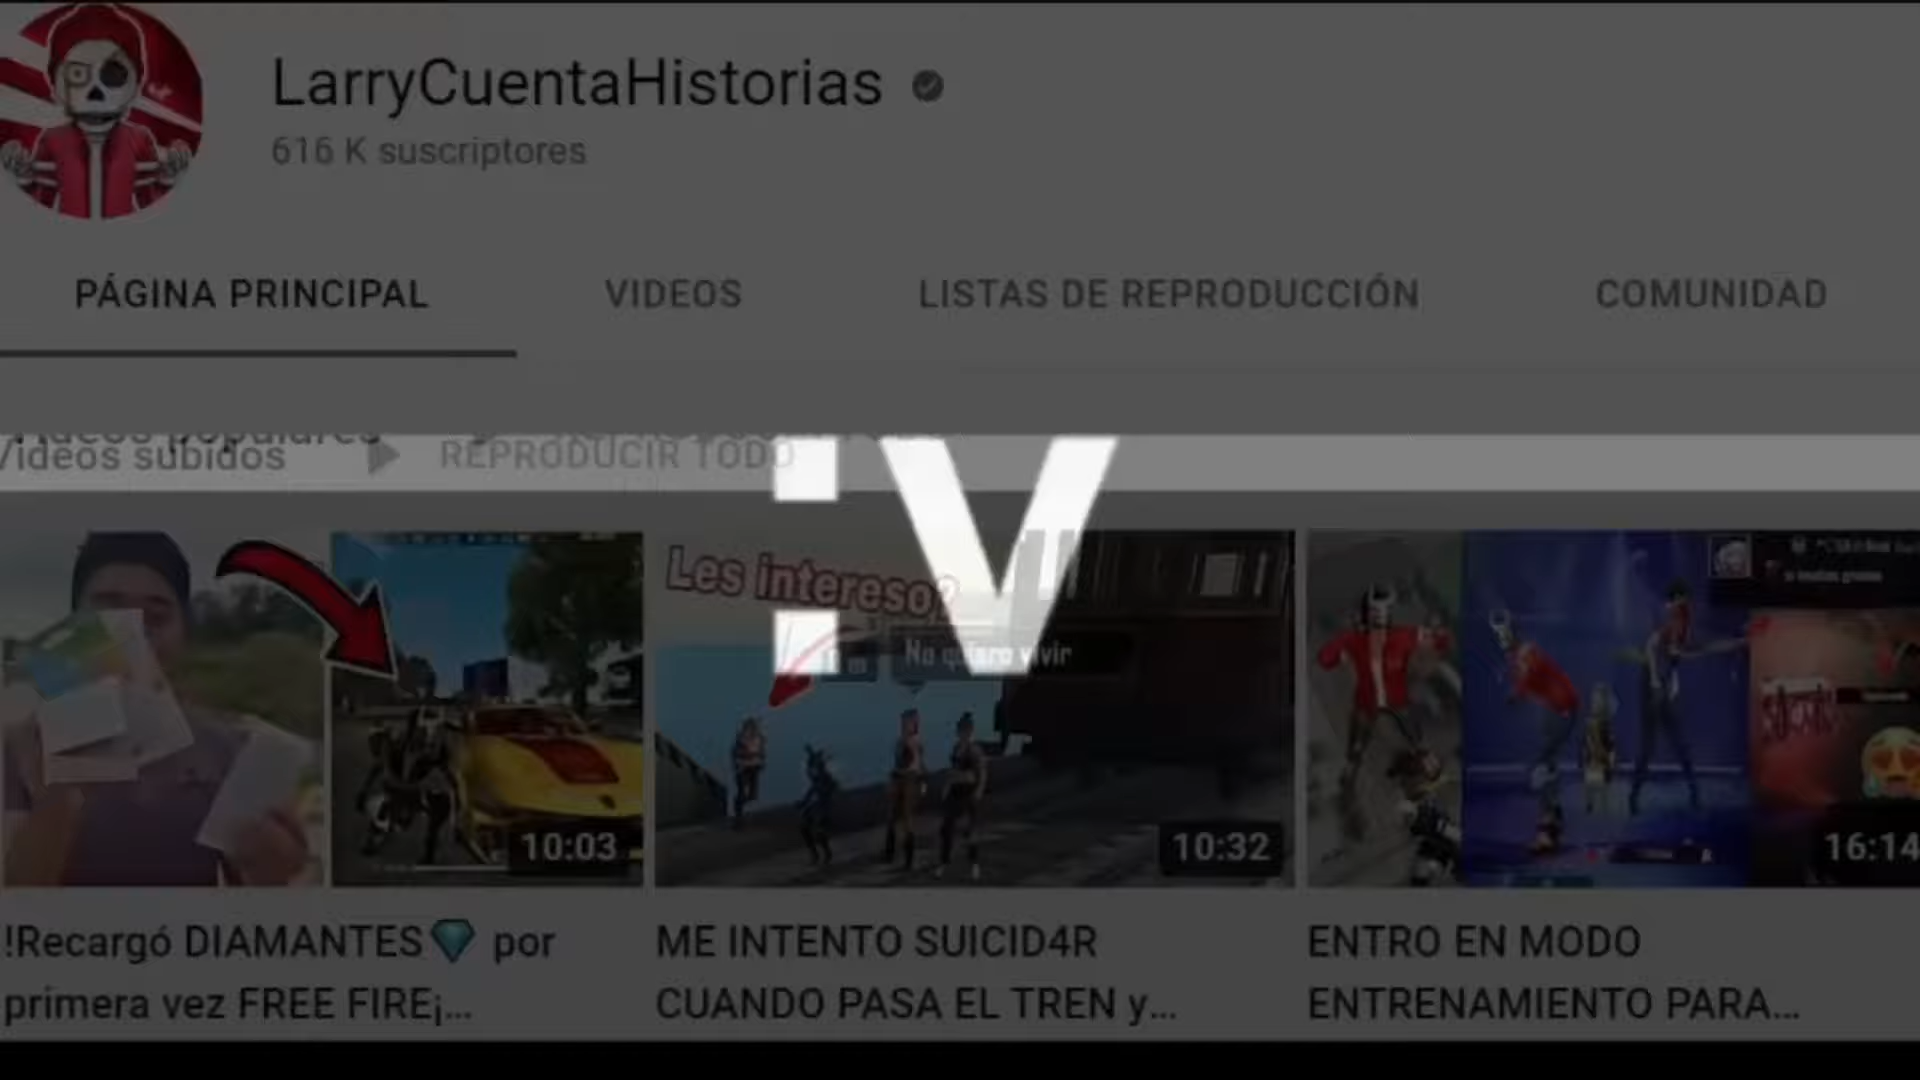 LarryCuentaHistorias
616 K suscriptores
PÁGINA PRINCIPAL VIDEOS LISTAS DE REPRODUCCIÓN COMUNIDAD
Videos populares
Videos subidos REPRODUCIR TODO
:V
Les intereso?
No quiero vivir
10:03 10:32 16:14
!Recargó DIAMANTES💎 por
primera vez FREE FIRE¡...
ME INTENTO SUICID4R
CUANDO PASA EL TREN y...
ENTRO EN MODO
ENTRENAMIENTO PARA...